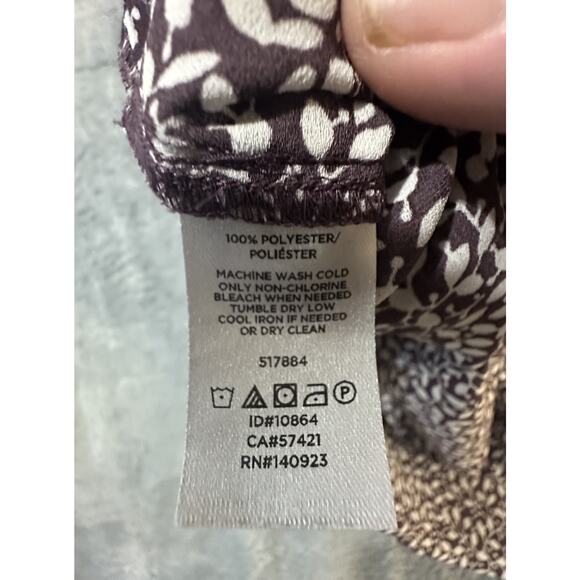 100% POLYESTER/
POLIÉSTER
MACHINE WASH COLD
ONLY NON-CHLORINE
BLEACH WHEN NEEDED
TUMBLE DRY LOW
COOL IRON IF NEEDED
OR DRY CLEAN
517884
P
ID#10864
CA#57421
RN#140923